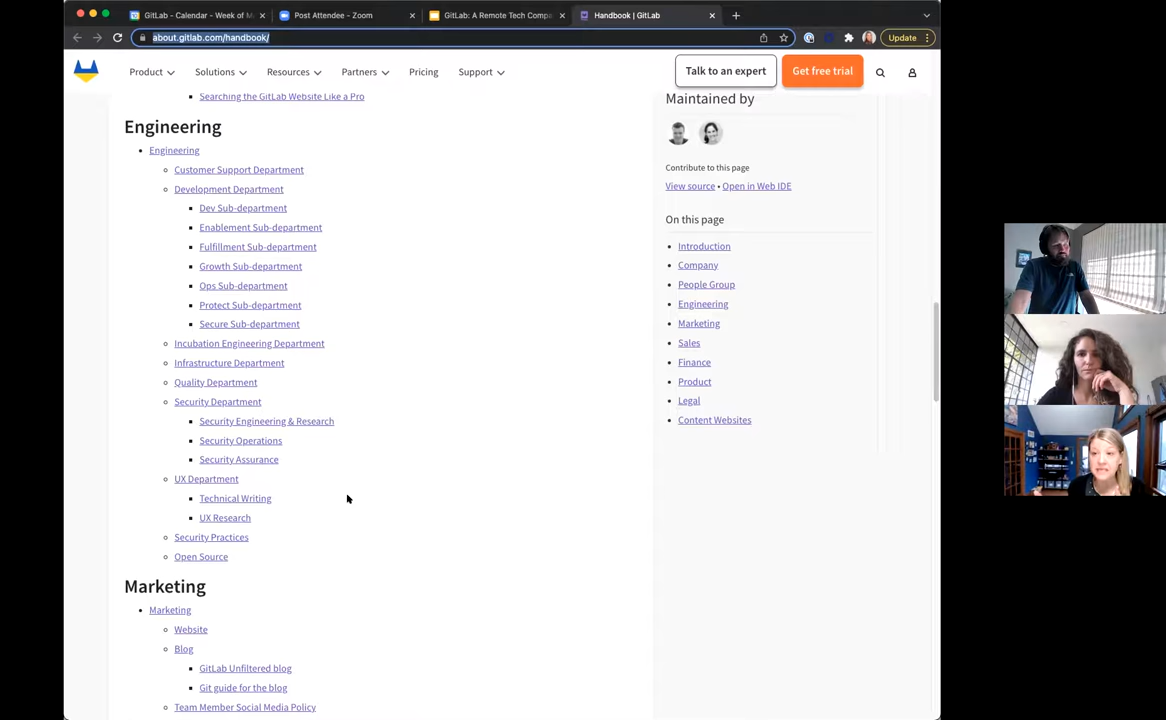 GitLab - Calendar - Week of M
Post Attendee - Zoom
GitLab: A Remote Tech Compa
Handbook | GitLab
about.gitlab.com/handbook/
Update
Product
Solutions
Resources
Partners
Pricing
Support
Talk to an expert
Get free trial
Searching the GitLab Website Like a Pro
Engineering
Engineering
Customer Support Department
Development Department
Dev Sub-department
Enablement Sub-department
Fulfillment Sub-department
Growth Sub-department
Ops Sub-department
Protect Sub-department
Secure Sub-department
Incubation Engineering Department
Infrastructure Department
Quality Department
Security Department
Security Engineering & Research
Security Operations
Security Assurance
UX Department
Technical Writing
UX Research
Security Practices
Open Source
Marketing
Marketing
Website
Blog
GitLab Unfiltered blog
Git guide for the blog
Team Member Social Media Policy
Maintained by
Contribute to this page
View source • Open in Web IDE
On this page
Introduction
Company
People Group
Engineering
Marketing
Sales
Finance
Product
Legal
Content Websites